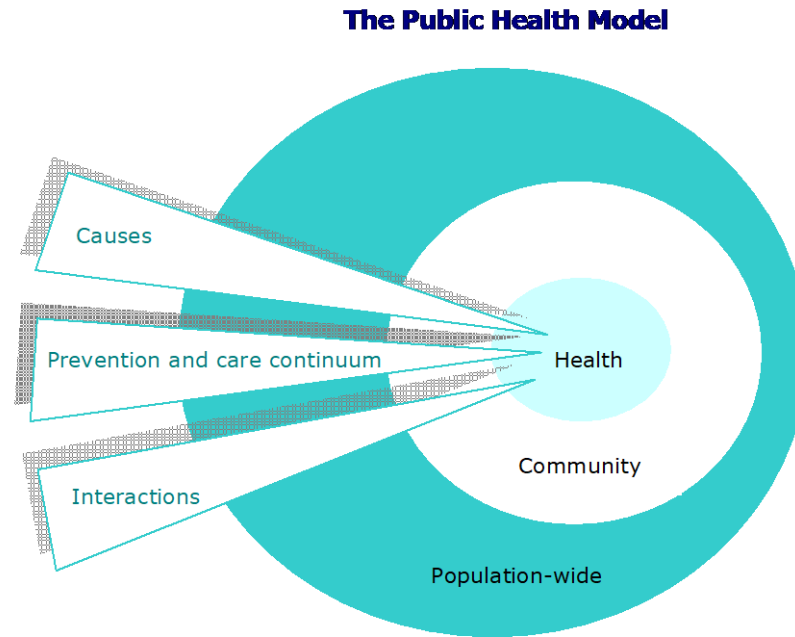 The Public Health Model
Causes
Prevention and care continuum
Health
Community
Interactions
Population-wide